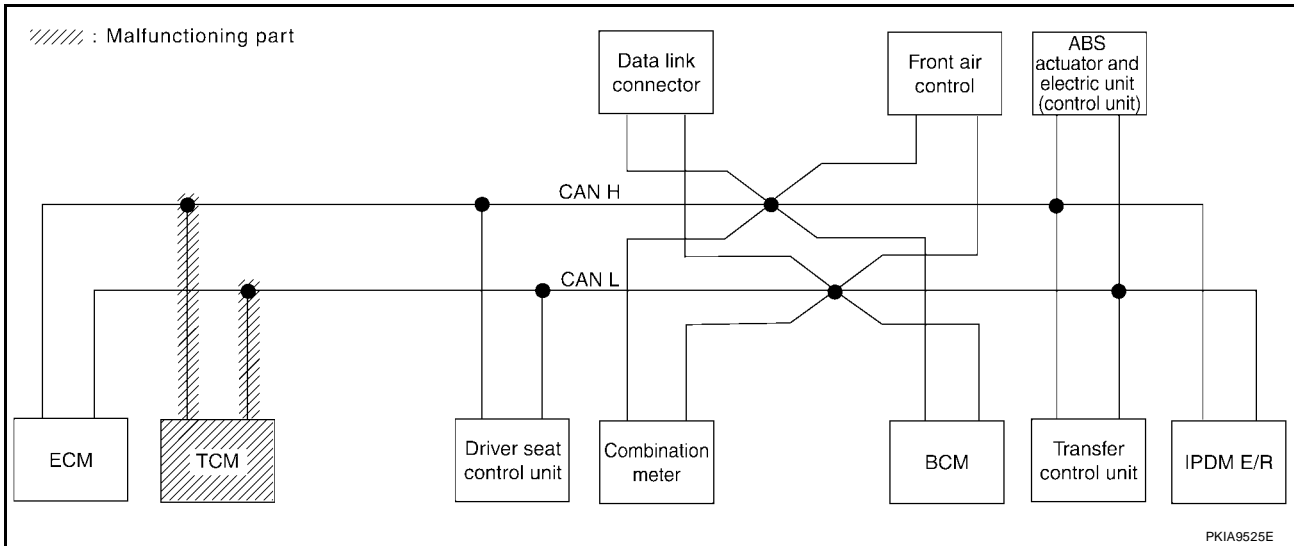 : Malfunctioning part
Data link
connector
Front air
control
ABS
actuator and
electric unit
(control unit)
CAN H
CAN L
ECM
TCM
Driver seat
control unit
Combination
meter
BCM
Transfer
control unit
IPDM E/R
PKIA9525E